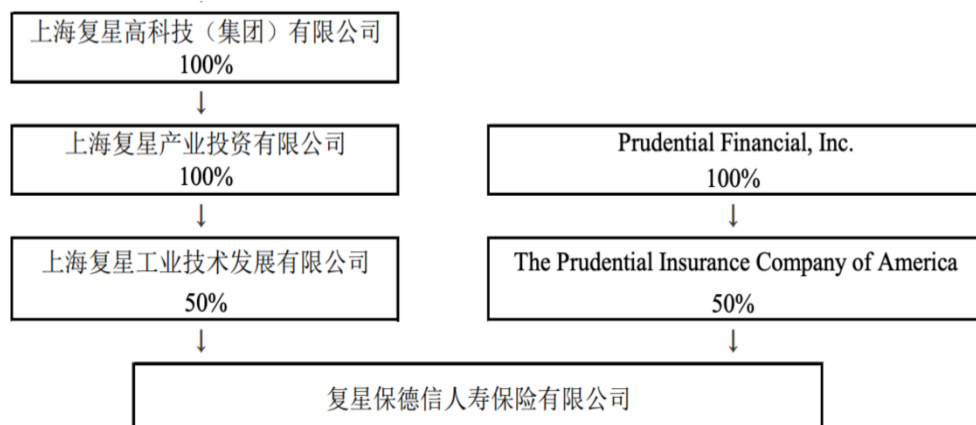 上海复星高科技（集团）有限公司
100%
↓
上海复星产业投资有限公司
100%
↓
上海复星工业技术发展有限公司
50%
↓
Prudential Financial, Inc.
100%
↓
The Prudential Insurance Company of America
50%
↓
复星保德信人寿保险有限公司